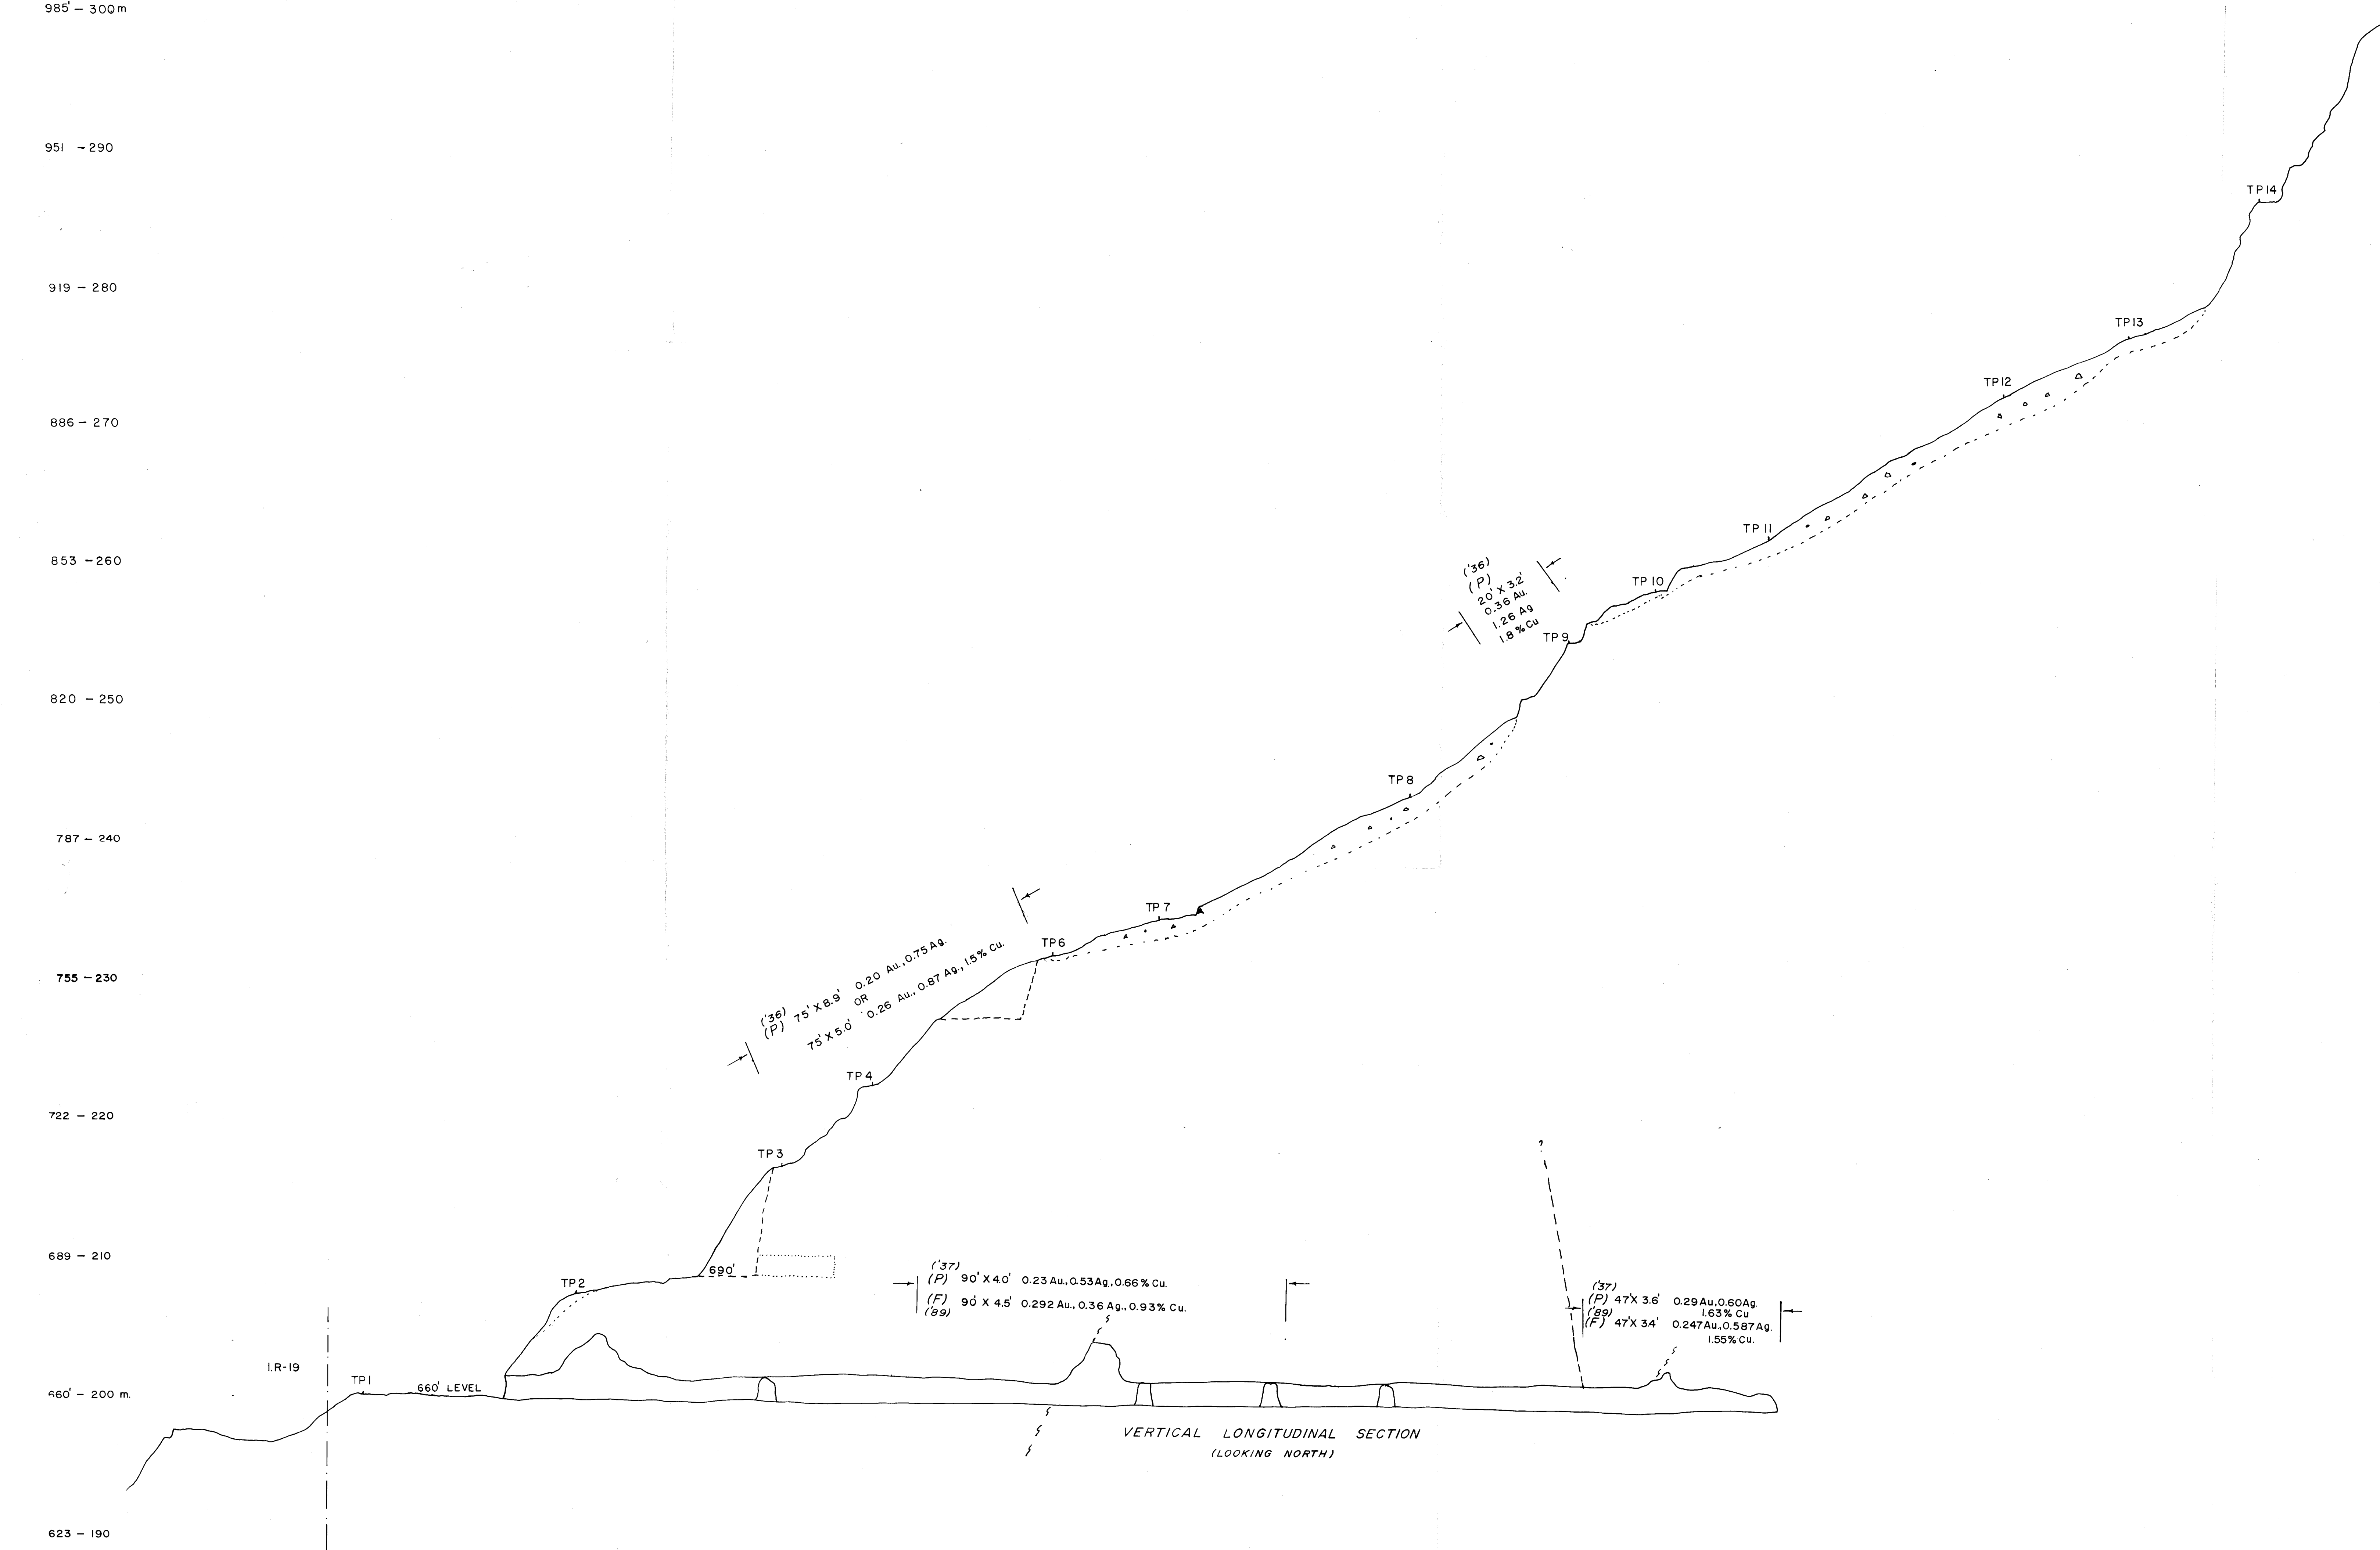 985' – 300m
951 – 290
TP14
919 – 280
TP13
TP12
886 – 270
TP11
853 – 260
('36)
(P)
20' X 3.2'
0.36 Au.
1.26 Ag
1.8 % Cu
TP10
TP9
820 – 250
TP8
787 – 240
TP7
TP6
755 – 230
('36)
(P) 75' X 8.9' 0.20 Au., 0.75 Ag.
OR
75' X 5.0' 0.26 Au., 0.87 Ag., 1.5% Cu.
TP4
722 – 220
TP3
?
689 – 210
690'
TP2
('37)
(P) 90' X 4.0' 0.23 Au., 0.53 Ag., 0.66 % Cu.
(F) 90' X 4.5' 0.292 Au., 0.36 Ag., 0.93% Cu.
('89)
('37)
(P) 47' X 3.6' 0.29 Au., 0.60 Ag.
('89) 1.63 % Cu
(F) 47' X 3.4' 0.247 Au., 0.587 Ag.
1.55% Cu.
I.R-19
TP1
660' LEVEL
660' – 200 m.
VERTICAL LONGITUDINAL SECTION
(LOOKING NORTH)
623 – 190